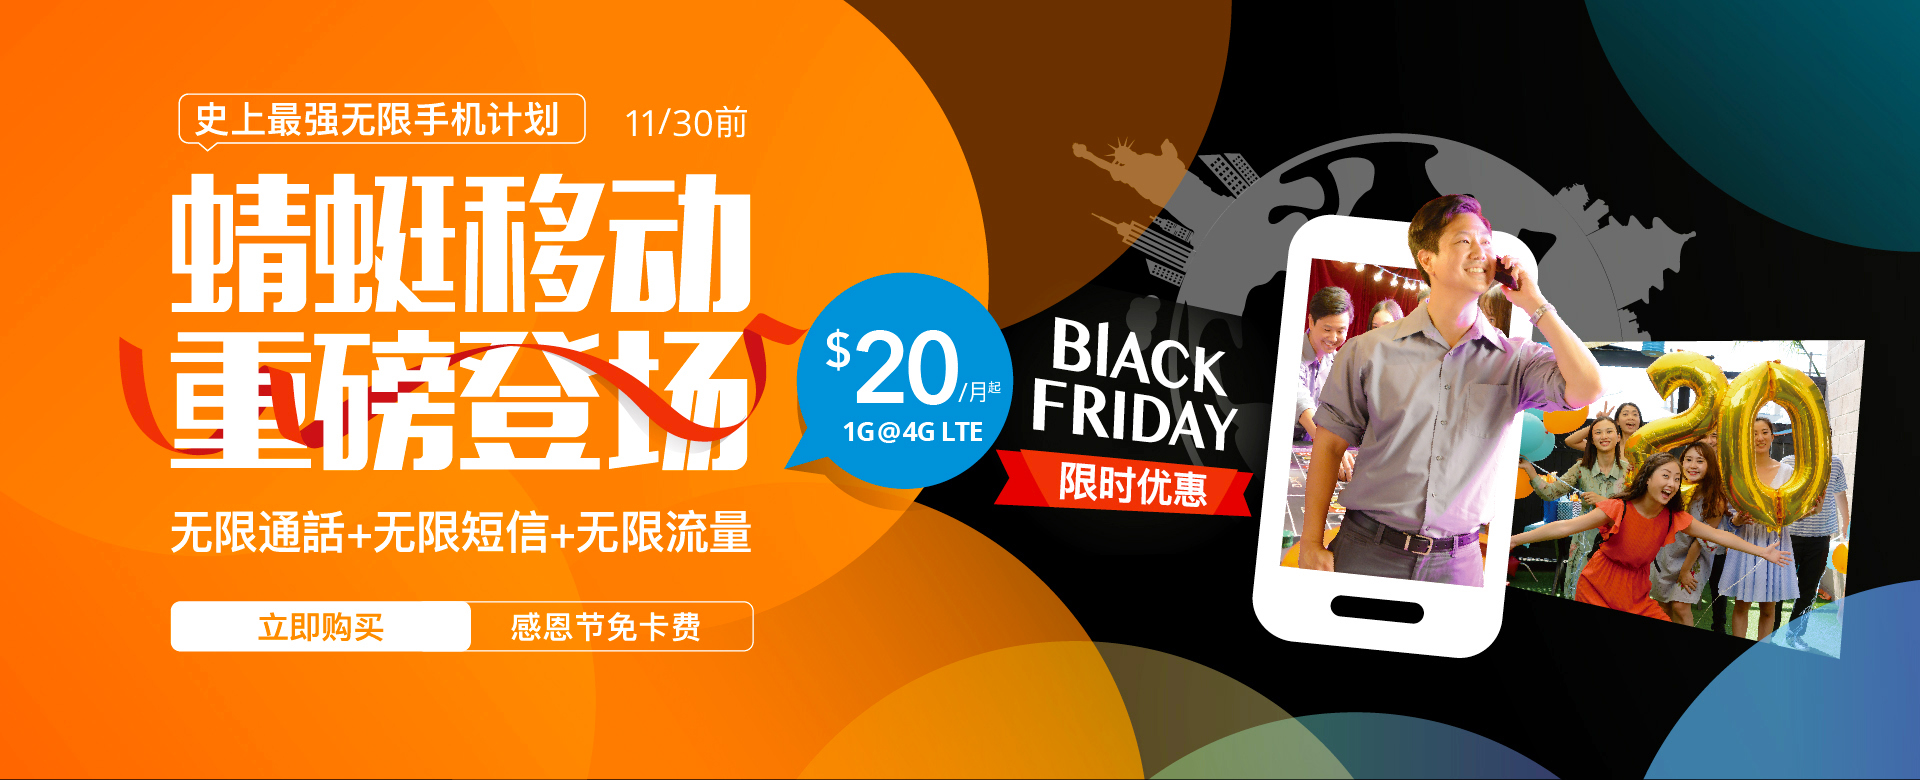 史上最强无限手机计划
11/30前
蜻蜓移动
重磅登场
$20/月起
1G@4G LTE
无限通話+无限短信+无限流量
立即购买
感恩节免卡费
BLACK
FRIDAY
限时优惠
20